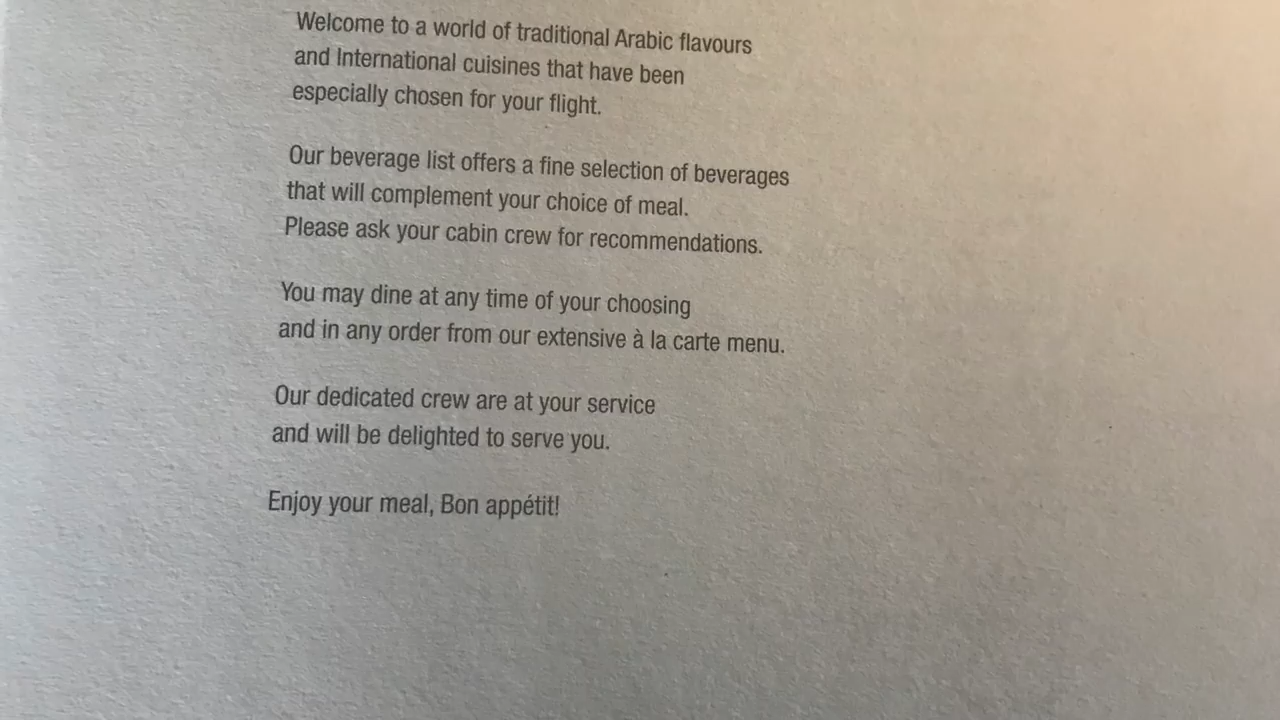 Welcome to a world of traditional Arabic flavours
and International cuisines that have been
especially chosen for your flight.
Our beverage list offers a fine selection of beverages
that will complement your choice of meal.
Please ask your cabin crew for recommendations.
You may dine at any time of your choosing
and in any order from our extensive à la carte menu.
Our dedicated crew are at your service
and will be delighted to serve you.
Enjoy your meal, Bon appétit!